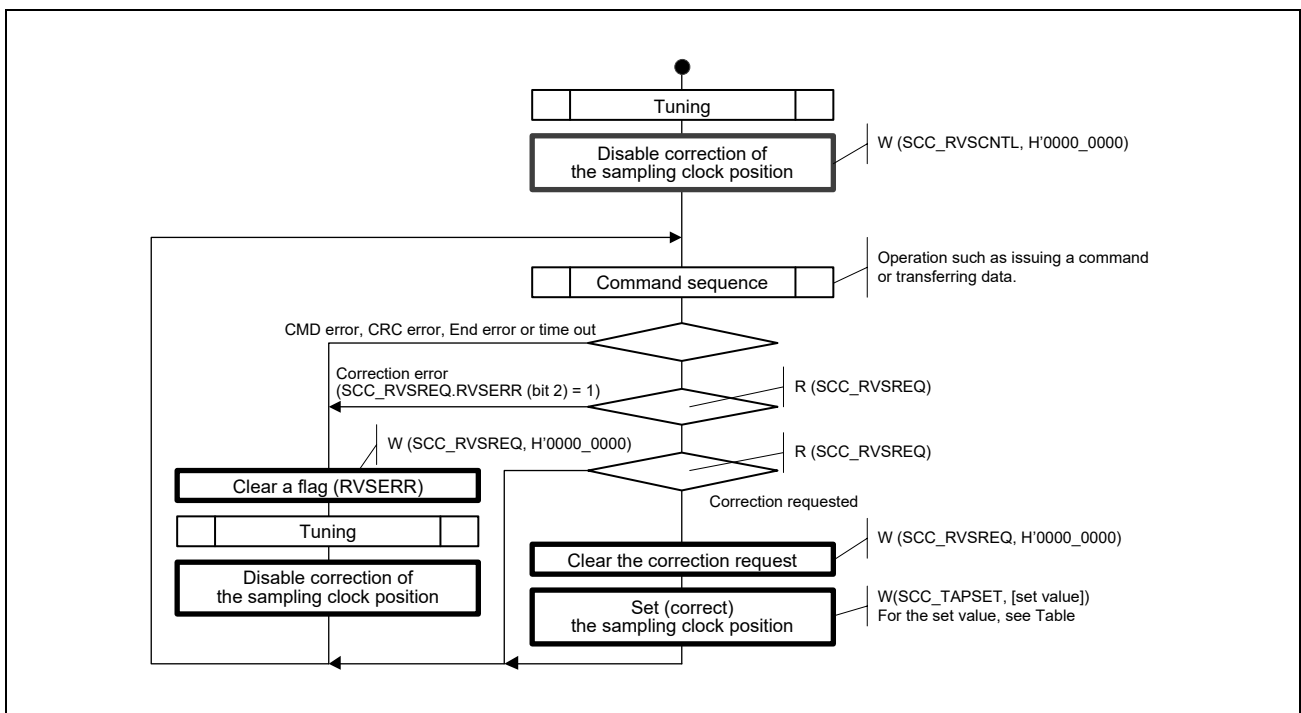 Tuning
Disable correction of
the sampling clock position
W (SCC_RVSCNTL, H'0000_0000)
Command sequence
Operation such as issuing a command
or transferring data.
CMD error, CRC error, End error or time out
Correction error
(SCC_RVSREQ.RVSERR (bit 2) = 1)
R (SCC_RVSREQ)
W (SCC_RVSREQ, H'0000_0000)
R (SCC_RVSREQ)
Clear a flag (RVSERR)
Correction requested
Tuning
Clear the correction request
W (SCC_RVSREQ, H'0000_0000)
Disable correction of
the sampling clock position
Set (correct)
the sampling clock position
W(SCC_TAPSET, [set value])
For the set value, see Table